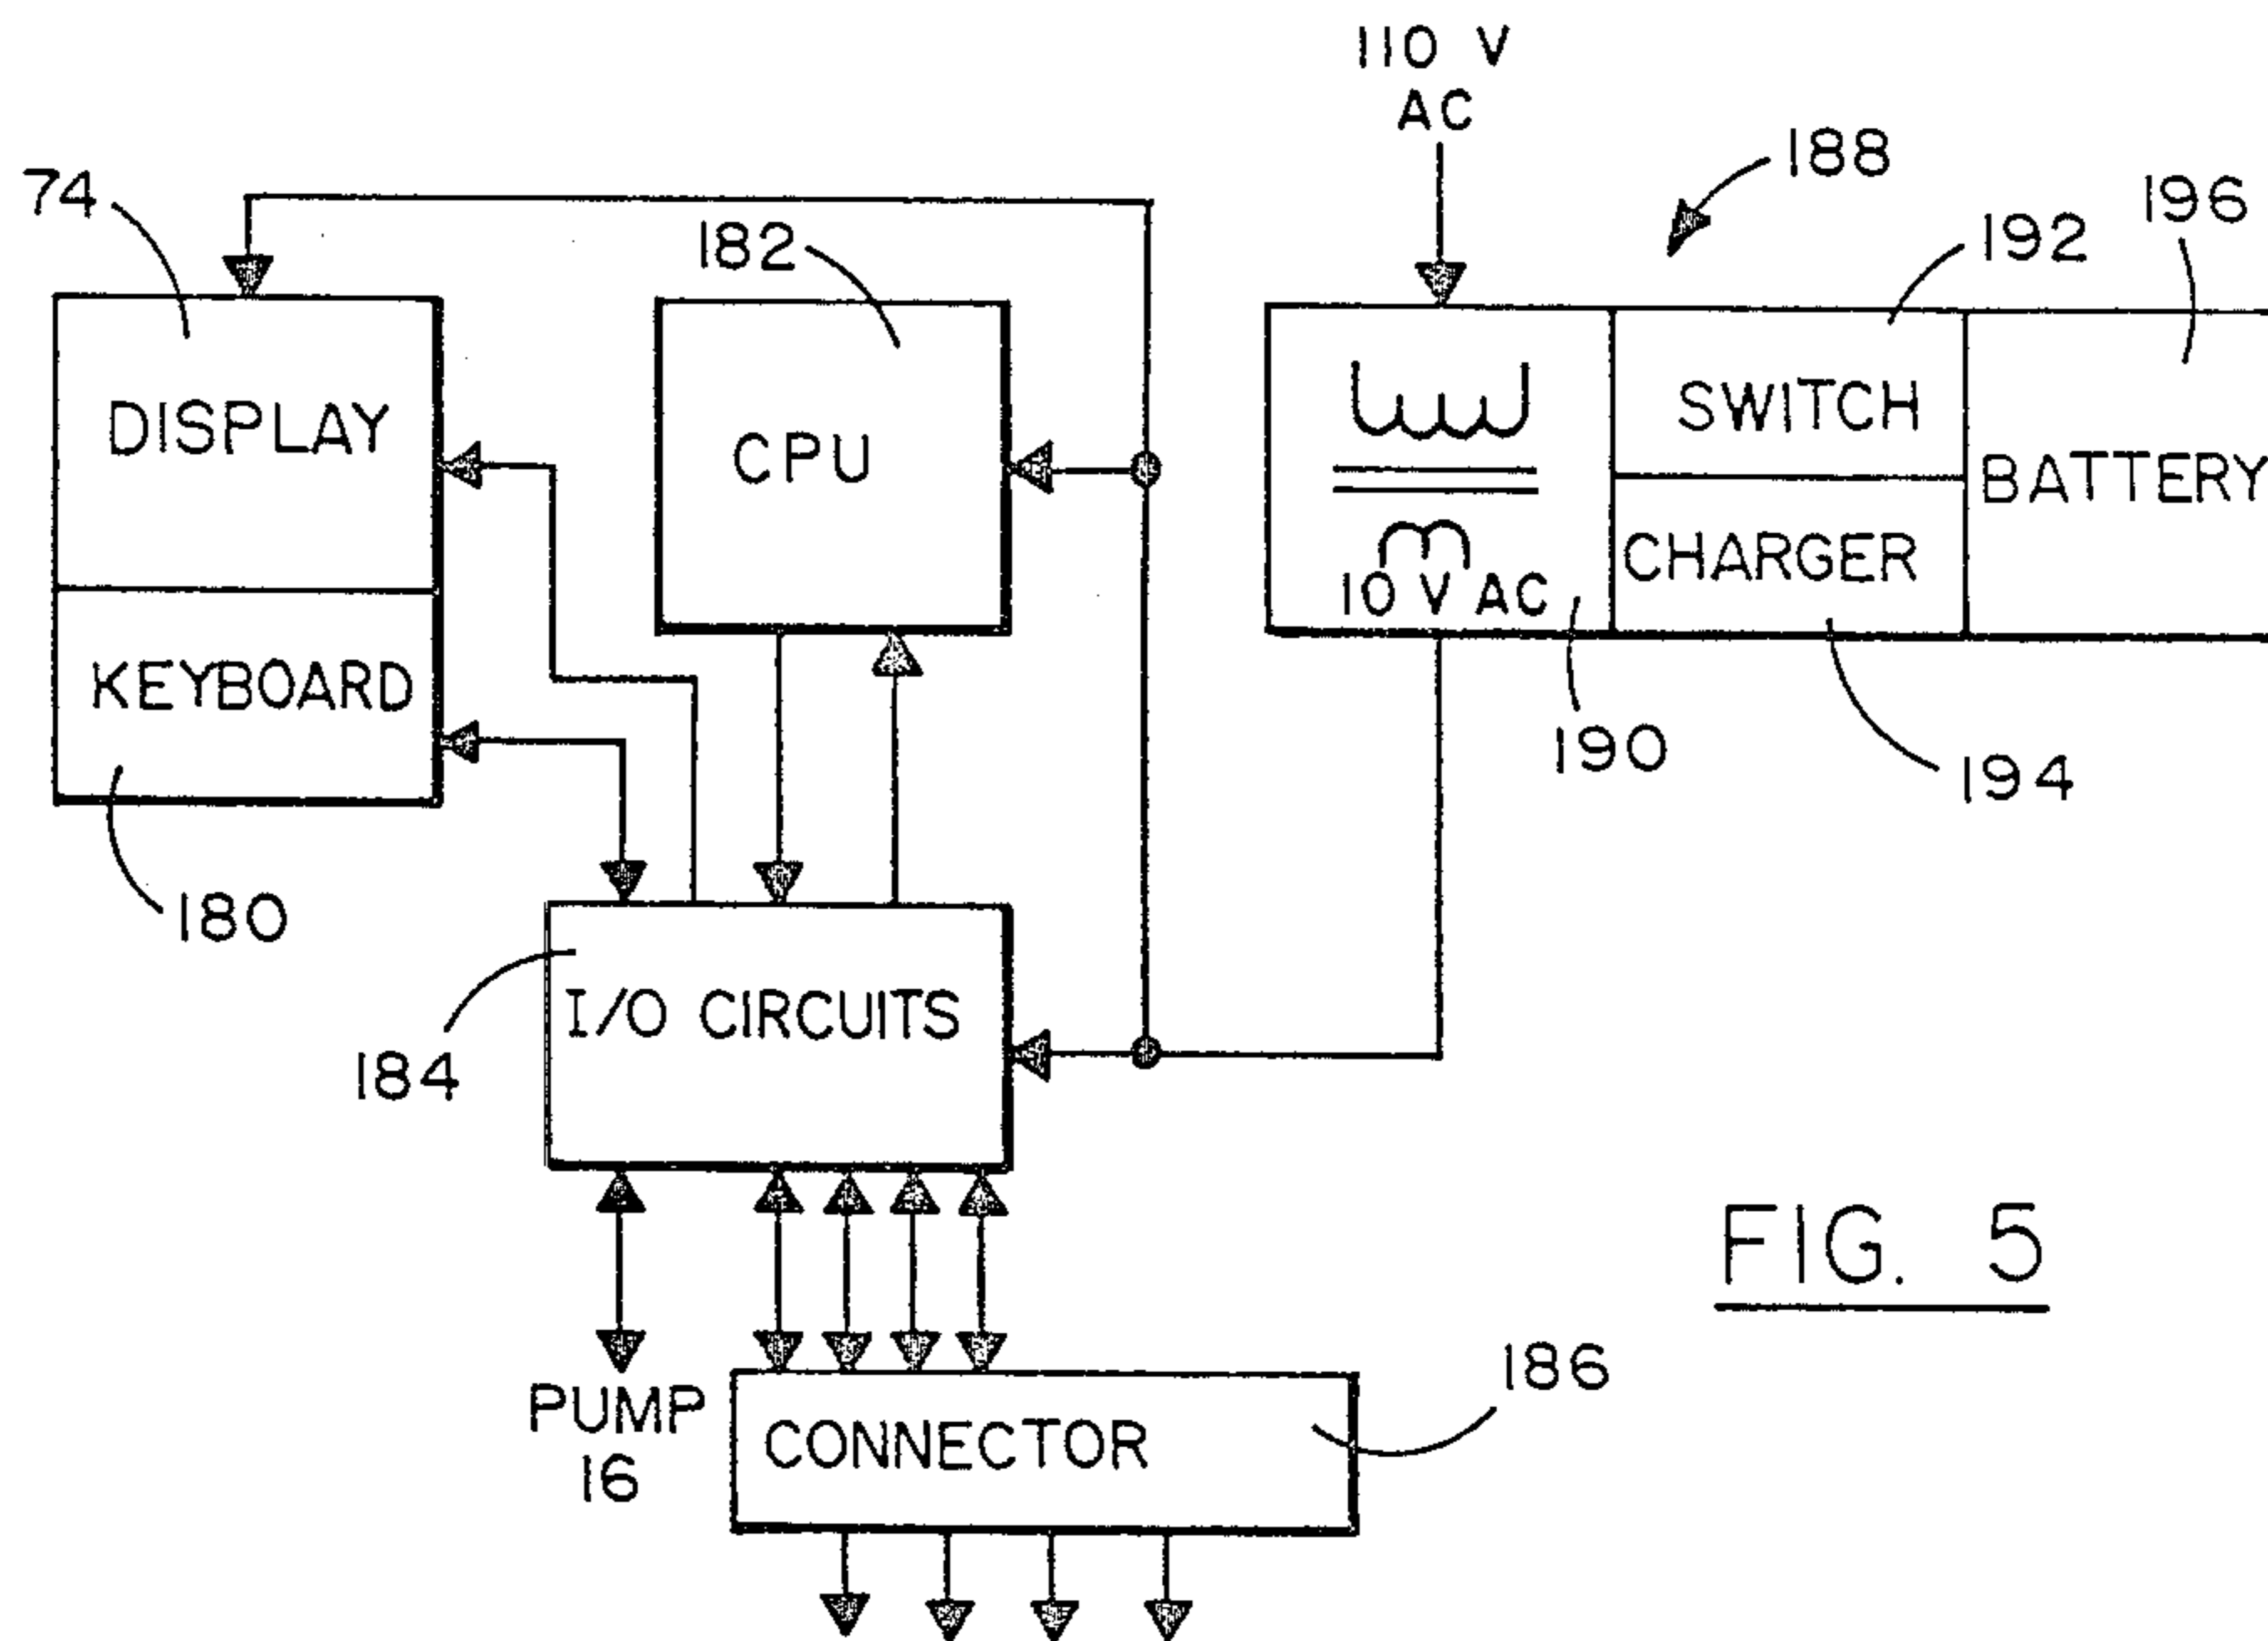 110 V
AC
188
74
182
192
196
DISPLAY
CPU
SWITCH
BATTERY
CHARGER
10 V AC
KEYBOARD
190
194
180
I/O CIRCUITS
184
FIG. 5
186
PUMP
16
CONNECTOR